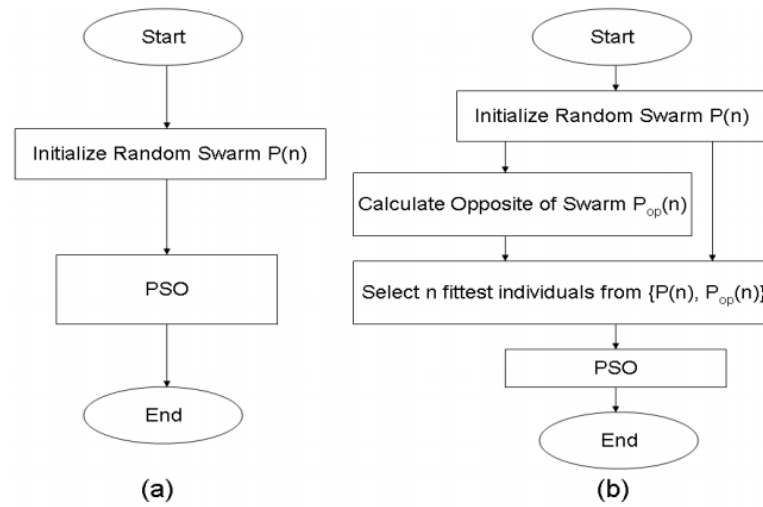 Start
Initialize Random Swarm P(n)
PSO
End
(a)
Start
Initialize Random Swarm P(n)
Calculate Opposite of Swarm Pop(n)
Select n fittest individuals from {P(n), Pop(n)}
PSO
End
(b)